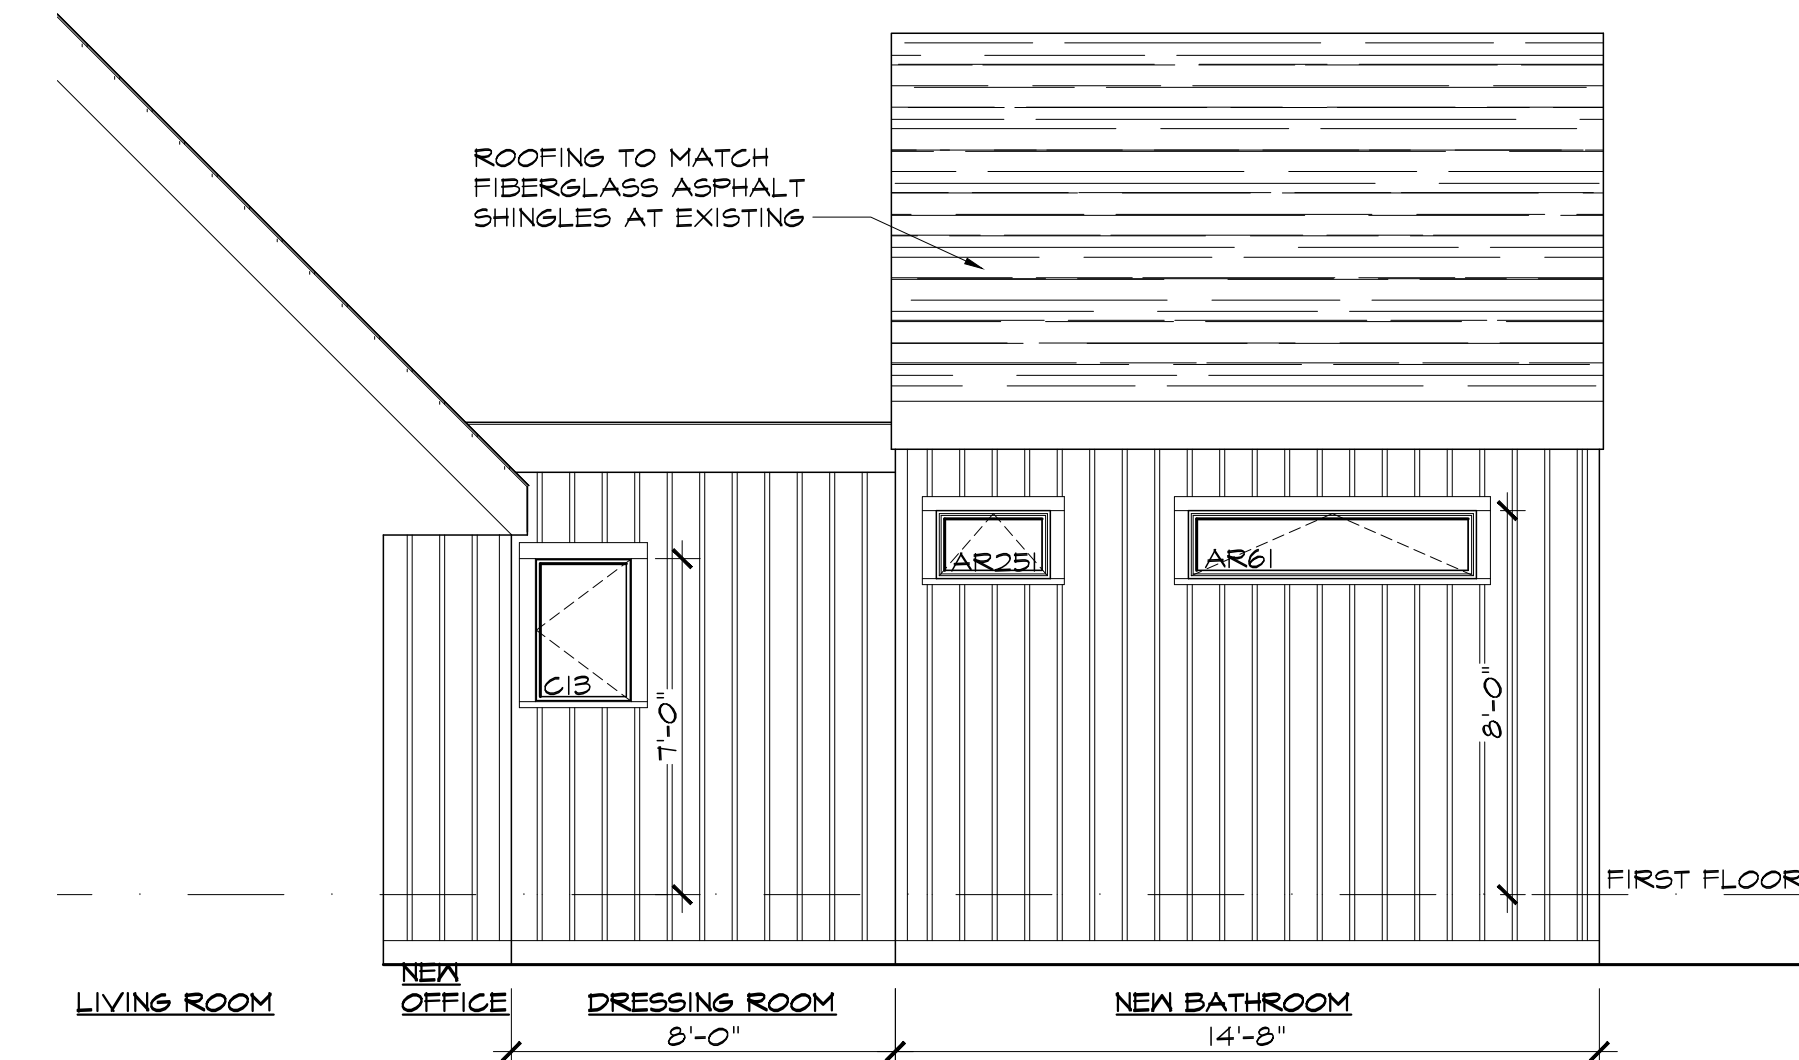 ROOFING TO MATCH
FIBERGLASS ASPHALT
SHINGLES AT EXISTING
AR251
AR61
C13
7'-0"
8'-0"
FIRST FLOOR
LIVING ROOM
NEW
OFFICE
DRESSING ROOM
8'-0"
NEW BATHROOM
14'-8"